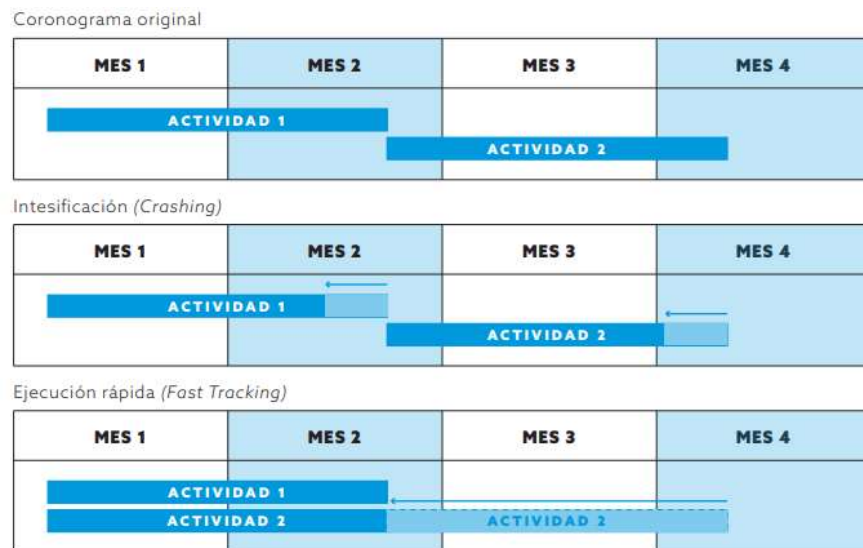 Coronograma original
MES 1 MES 2 MES 3 MES 4
ACTIVIDAD 1
ACTIVIDAD 2
Intesificación (Crashing)
MES 1 MES 2 MES 3 MES 4
ACTIVIDAD 1
ACTIVIDAD 2
Ejecución rápida (Fast Tracking)
MES 1 MES 2 MES 3 MES 4
ACTIVIDAD 1
ACTIVIDAD 2 ACTIVIDAD 2